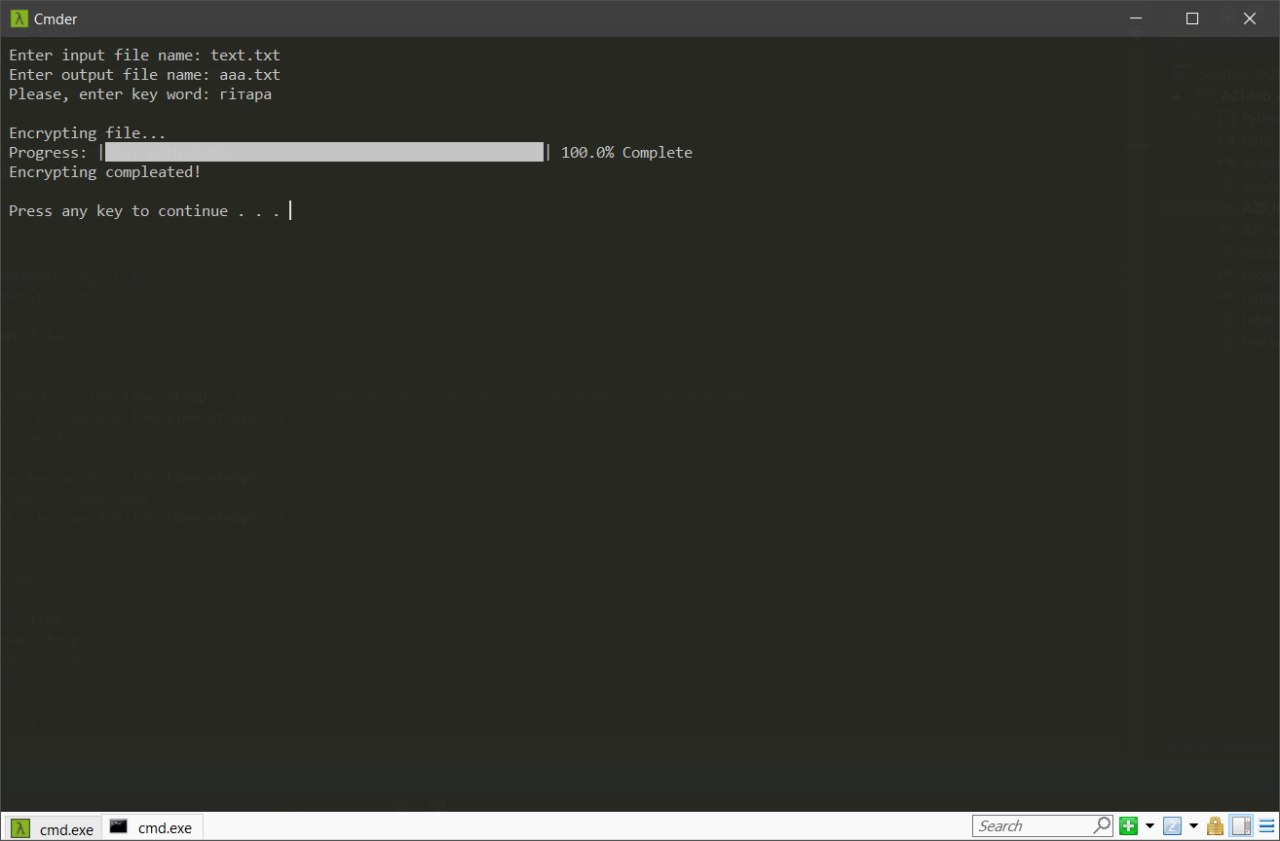 Cmder
Enter input file name: text.txt
Enter output file name: aaa.txt
Please, enter key word: гітара
Encrypting file...
Progress: || 100.0% Complete
Encrypting compleated!
Press any key to continue . . .
cmd.exe
cmd.exe
Search